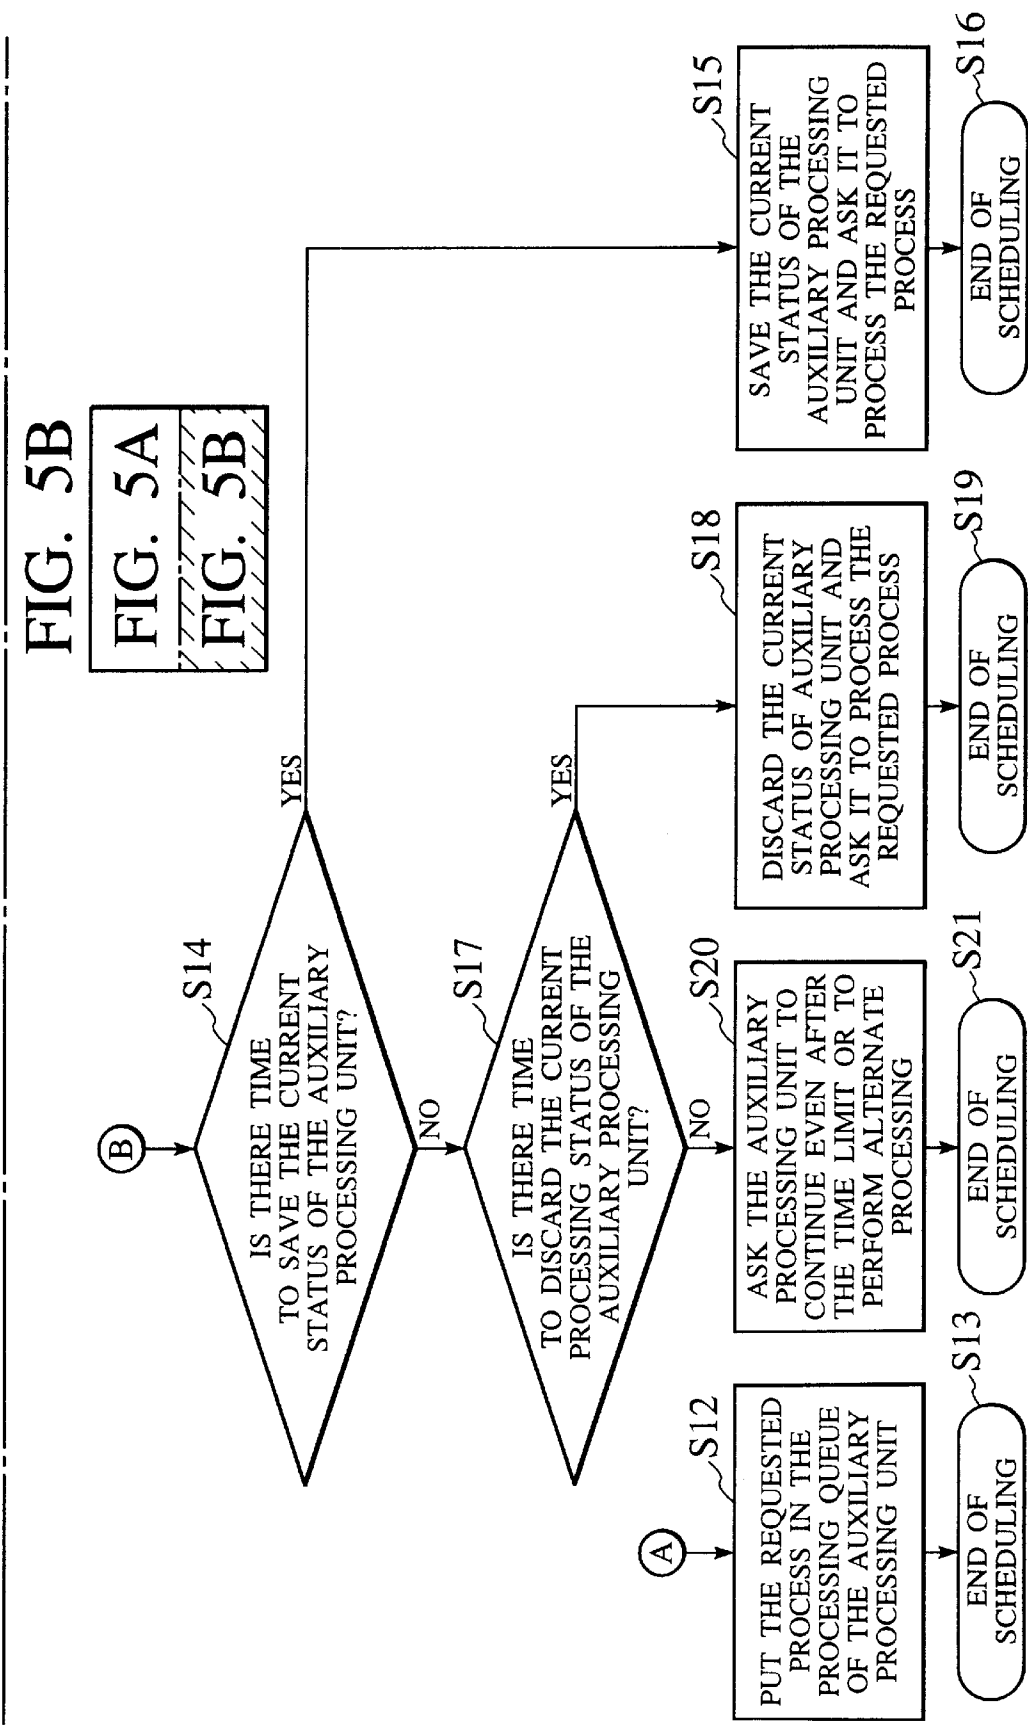 FIG. 5B
FIG. 5A
FIG. 5B
B
S14
IS THERE TIME
TO SAVE THE CURRENT
STATUS OF THE AUXILIARY
PROCESSING UNIT?
YES
NO
S17
IS THERE TIME
TO DISCARD THE CURRENT
PROCESSING STATUS OF THE
AUXILIARY PROCESSING
UNIT?
YES
NO
A
S12
PUT THE REQUESTED
PROCESS IN THE
PROCESSING QUEUE
OF THE AUXILIARY
PROCESSING UNIT
S13
END OF
SCHEDULING
S20
ASK THE AUXILIARY
PROCESSING UNIT TO
CONTINUE EVEN AFTER
THE TIME LIMIT OR TO
PERFORM ALTERNATE
PROCESSING
S21
END OF
SCHEDULING
S18
DISCARD THE CURRENT
STATUS OF AUXILIARY
PROCESSING UNIT AND
ASK IT TO PROCESS THE
REQUESTED PROCESS
S19
END OF
SCHEDULING
S15
SAVE THE CURRENT
STATUS OF THE
AUXILIARY PROCESSING
UNIT AND ASK IT TO
PROCESS THE REQUESTED
PROCESS
S16
END OF
SCHEDULING